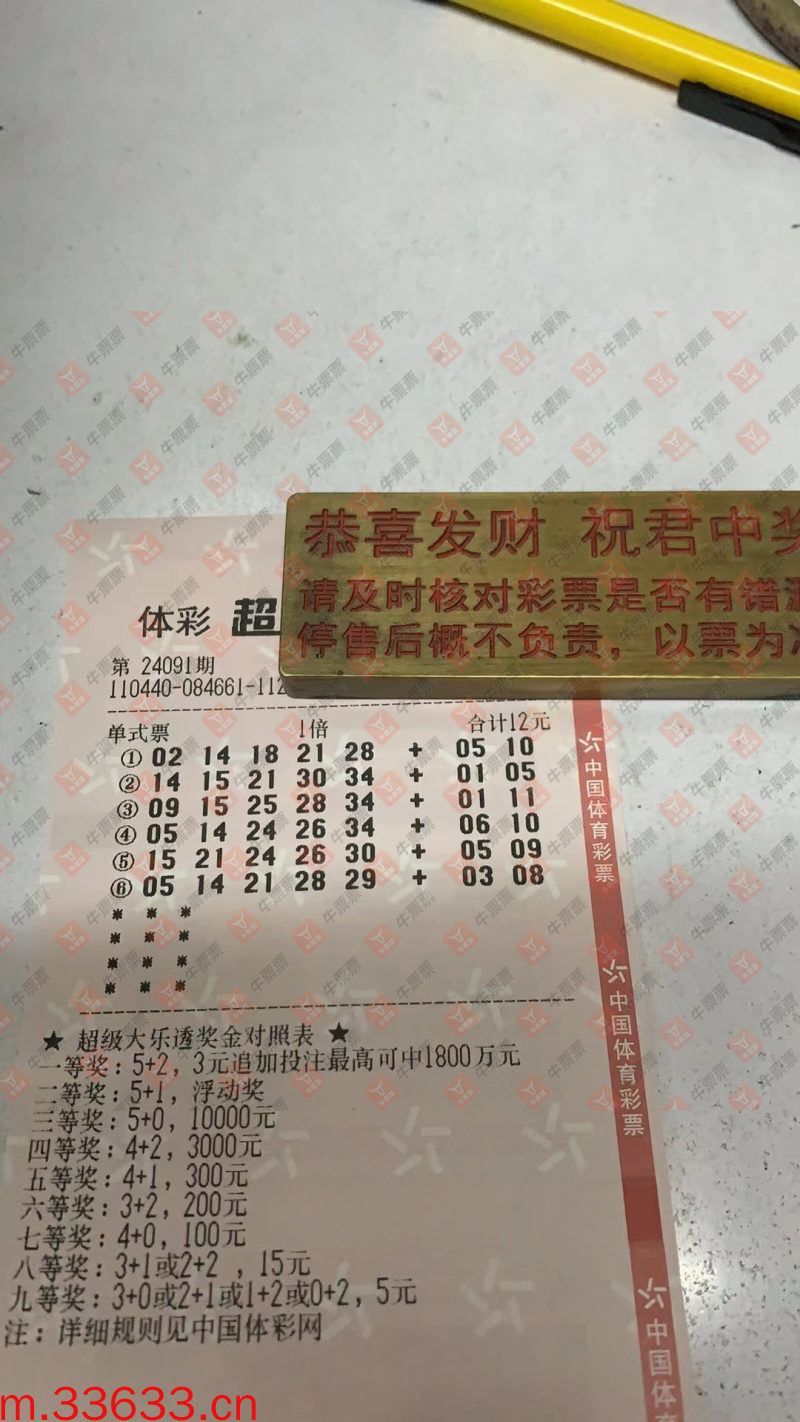 恭喜发财 祝君中奖
请及时核对彩票是否有错
停售后概不负责，以票为
体彩 超
第 24091期
110440-084661-112
单式票 1倍 合计12元
① 02 14 18 21 28 + 05 10
② 14 15 21 30 34 + 01 05
③ 09 15 25 28 34 + 01 11
④ 05 14 24 26 34 + 06 10
⑤ 15 21 24 26 30 + 05 09
⑥ 05 14 21 28 29 + 03 08
* * *
* * *
* * *
* * *
★ 超级大乐透奖金对照表 ★
一等奖：5+2，3元追加投注最高可中1800万元
二等奖：5+1，浮动奖
三等奖：5+0，10000元
四等奖：4+2，3000元
五等奖：4+1，300元
六等奖：3+2，200元
七等奖：4+0，100元
八等奖：3+1或2+2 ，15元
九等奖：3+0或2+1或1+2或0+2，5元
注：详细规则见中国体彩网
中国体育彩票
中国体育彩票
中国体
牛票票
m.33633.cn